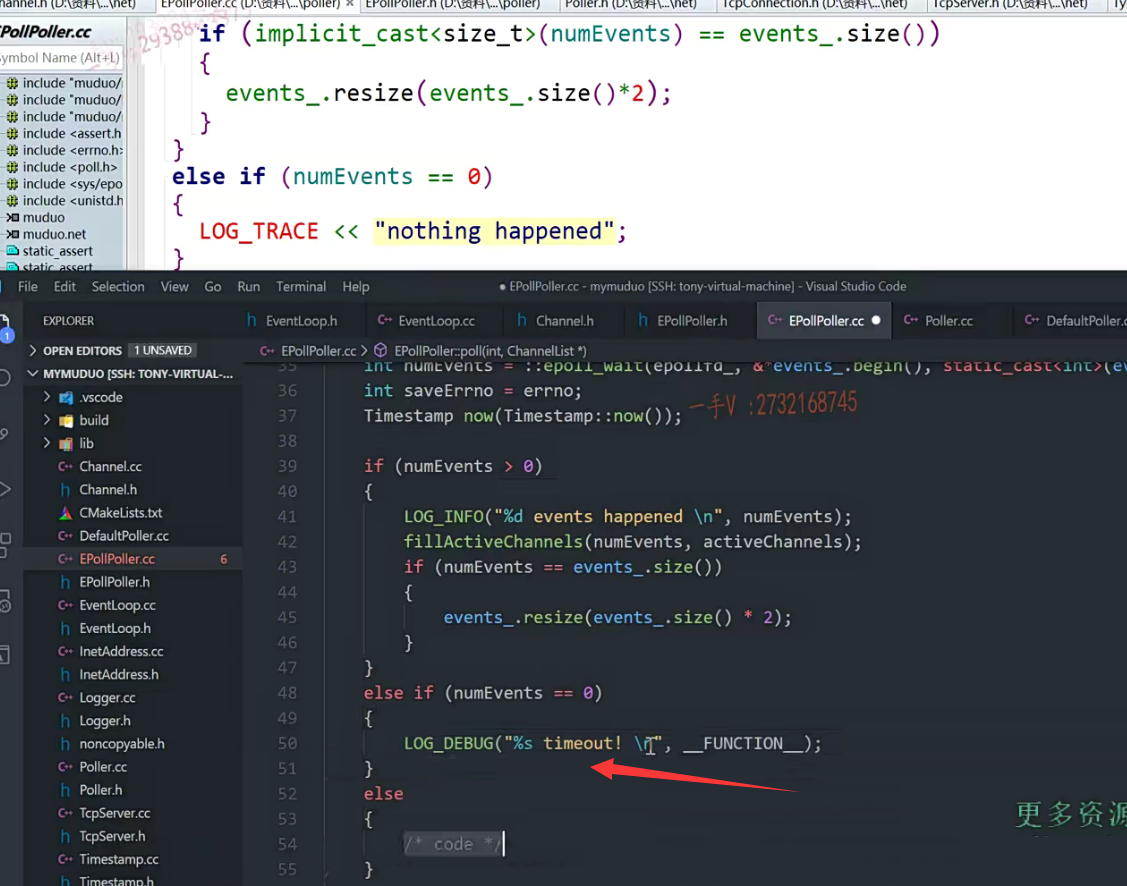 hannel.h (D:\资料\...\net)
EPollPoller.cc (D:\资料\...\poller)
EPollPoller.h (D:\资料\...\poller)
Poller.h (D:\资料\...\net)
TcpConnection.h (D:\资料\...\net)
TcpServer.h (D:\资料\...\net)
EPollPoller.cc
Symbol Name (Alt+L)
include "muduo/
include "muduo/
include "muduo/
include <assert.h
include <errno.h>
include <poll.h>
include <sys/epo
include <unistd.h
muduo
muduo.net
static_assert
static_assert
if (implicit_cast<size_t>(numEvents) == events_.size())
{
events_.resize(events_.size()*2);
}
}
else if (numEvents == 0)
{
LOG_TRACE << "nothing happened";
}
File Edit Selection View Go Run Terminal Help
● EPollPoller.cc - mymuduo [SSH: tony-virtual-machine] - Visual Studio Code
1
EXPLORER
OPEN EDITORS 1 UNSAVED
MYMUDUO [SSH: TONY-VIRTUAL-...
.vscode
build
lib
Channel.cc
Channel.h
CMakeLists.txt
DefaultPoller.cc
EPollPoller.cc 6
EPollPoller.h
EventLoop.cc
EventLoop.h
InetAddress.cc
InetAddress.h
Logger.cc
Logger.h
noncopyable.h
Poller.cc
Poller.h
TcpServer.cc
TcpServer.h
Timestamp.cc
Timestamp.h
EventLoop.h
EventLoop.cc
Channel.h
EPollPoller.h
EPollPoller.cc ●
Poller.cc
DefaultPoller.c
EPollPoller.cc > EPollPoller::poll(int, ChannelList *)
35 int numEvents = ::epoll_wait(epollfd_, &*events_.begin(), static_cast<int>(ev
36 int saveErrno = errno;
37 Timestamp now(Timestamp::now());
一手V :2732168745
38
39 if (numEvents > 0)
40 {
41 LOG_INFO("%d events happened \n", numEvents);
42 fillActiveChannels(numEvents, activeChannels);
43 if (numEvents == events_.size())
44 {
45 events_.resize(events_.size() * 2);
46 }
47 }
48 else if (numEvents == 0)
49 {
50 LOG_DEBUG("%s timeout! \n", __FUNCTION__);
51 }
52 else
53 {
54 /* code */
55 }
更多资源